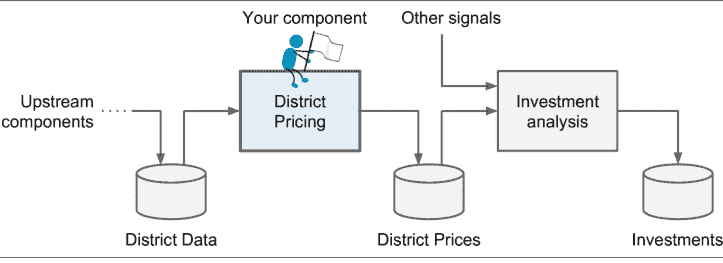 Your component
Other signals
Upstream
components
District
Pricing
Investment
analysis
District Data
District Prices
Investments